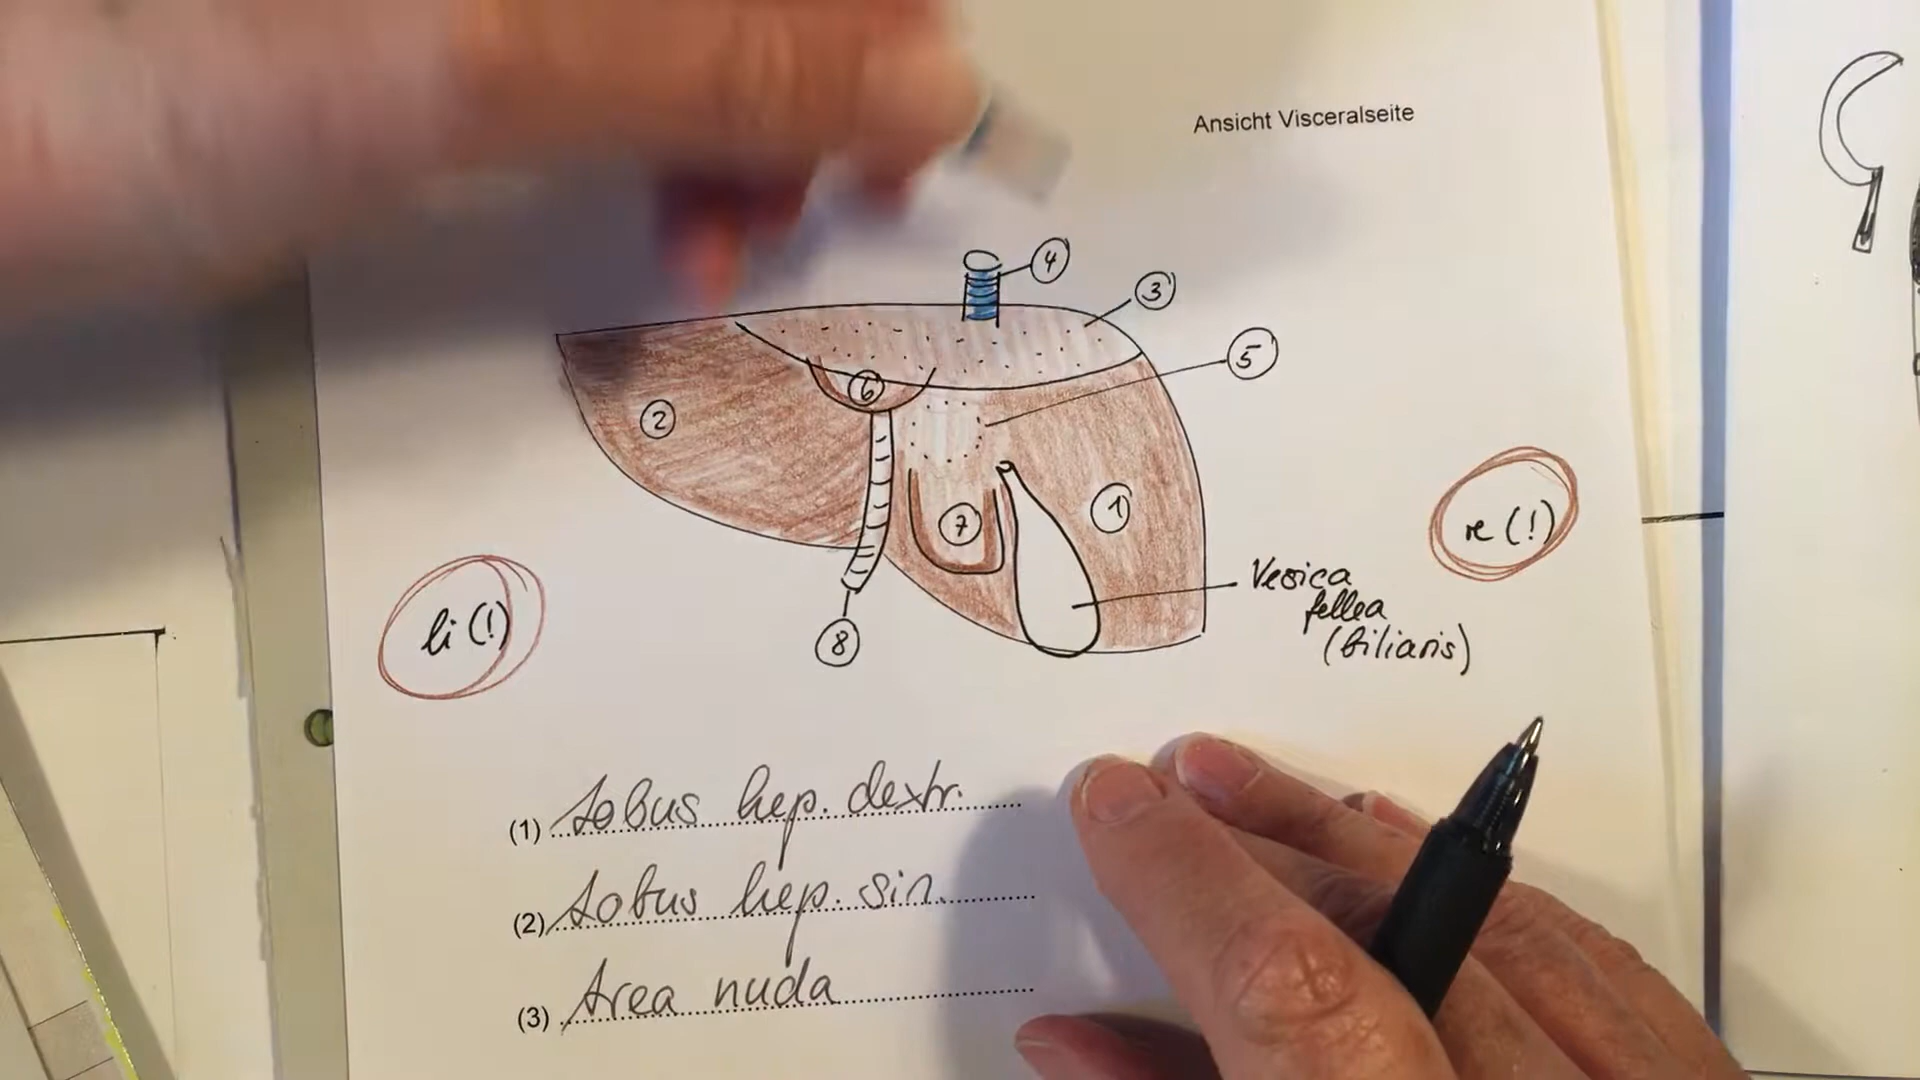 Ansicht Visceralseite
4
3
5
6
2
1
7
re (!)
li (!)
Vesica
fellea
(biliaris)
8
(1) Lobus hep. dextr.
(2) Lobus hep. sin.
(3) Area nuda